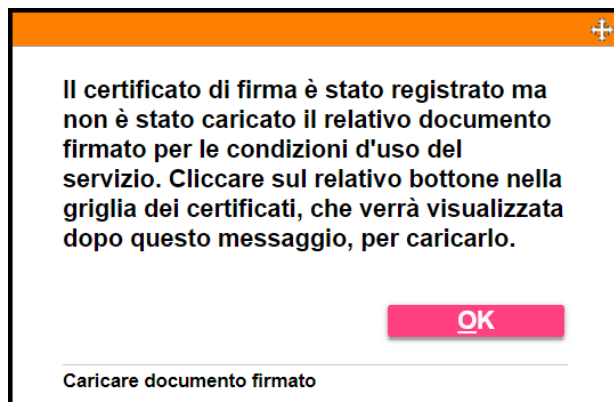 Il certificato di firma è stato registrato ma
non è stato caricato il relativo documento
firmato per le condizioni d'uso del
servizio. Cliccare sul relativo bottone nella
griglia dei certificati, che verrà visualizzata
dopo questo messaggio, per caricarlo.
OK
Caricare documento firmato